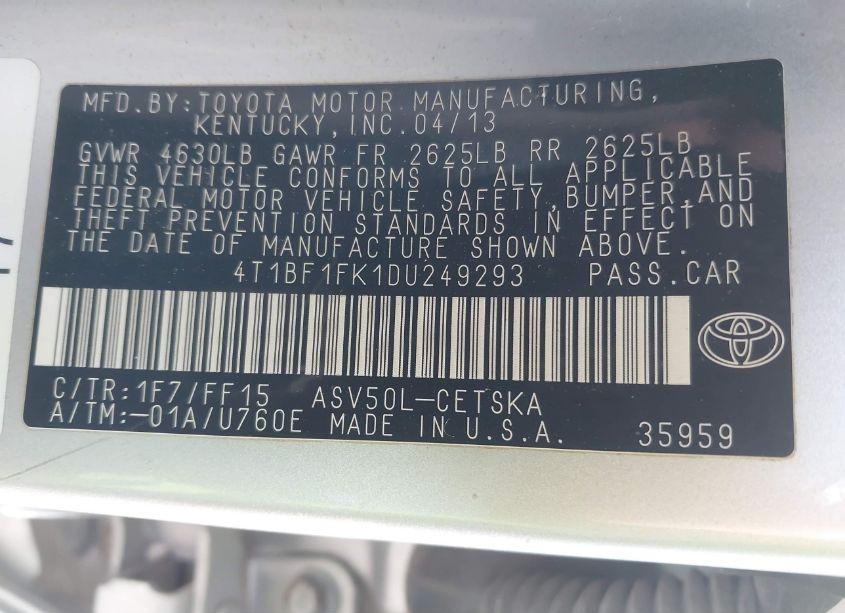 MFD.BY:TOYOTA MOTOR MANUFACTURING,
KENTUCKY,INC.04/13
GVWR 4630LB GAWR FR 2625LB RR 2625LB
THIS VEHICLE CONFORMS TO ALL APPLICABLE
FEDERAL MOTOR VEHICLE SAFETY,BUMPER,AND
THEFT PREVENTION STANDARDS IN EFFECT ON
THE DATE OF MANUFACTURE SHOWN ABOVE.
4T1BF1FK1DU249293 PASS.CAR
C/TR:1F7/FF15 ASV50L-CETSKA
A/TM:-01A/U760E MADE IN U.S.A. 35959